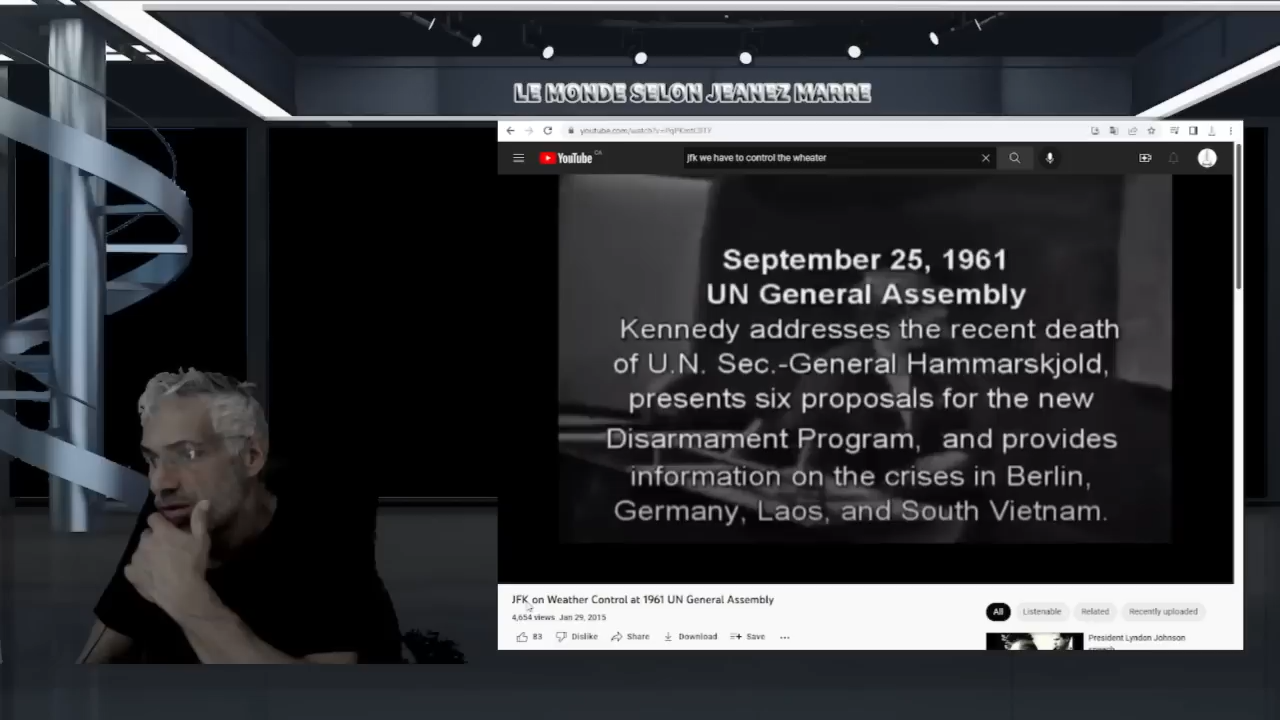 LE MONDE SELON JEANEZ MARRE
YouTube CA
jfk we have to control the wheater
September 25, 1961
UN General Assembly
Kennedy addresses the recent death
of U.N. Sec.-General Hammarskjold,
presents six proposals for the new
Disarmament Program, and provides
information on the crises in Berlin,
Germany, Laos, and South Vietnam.
JFK on Weather Control at 1961 UN General Assembly
4,654 views Jan 29, 2015
83 Dislike Share Download Save
All Listenable Related Recently uploaded
President Lyndon Johnson